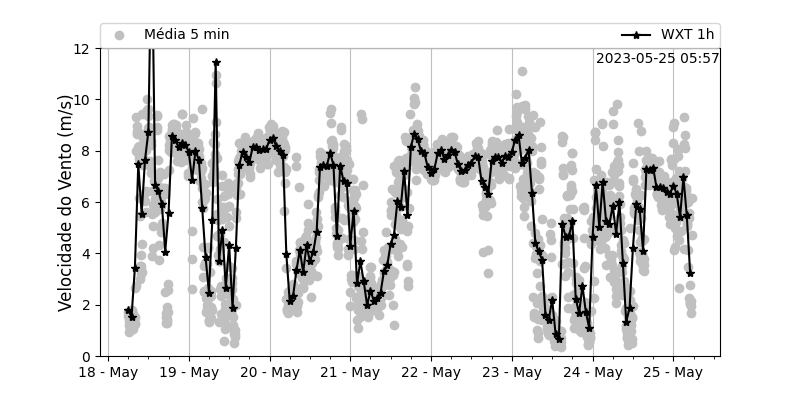 Média 5 min
WXT 1h
2023-05-25 05:57
Velocidade do Vento (m/s)
12
10
8
6
4
2
0
18 - May 19 - May 20 - May 21 - May 22 - May 23 - May 24 - May 25 - May